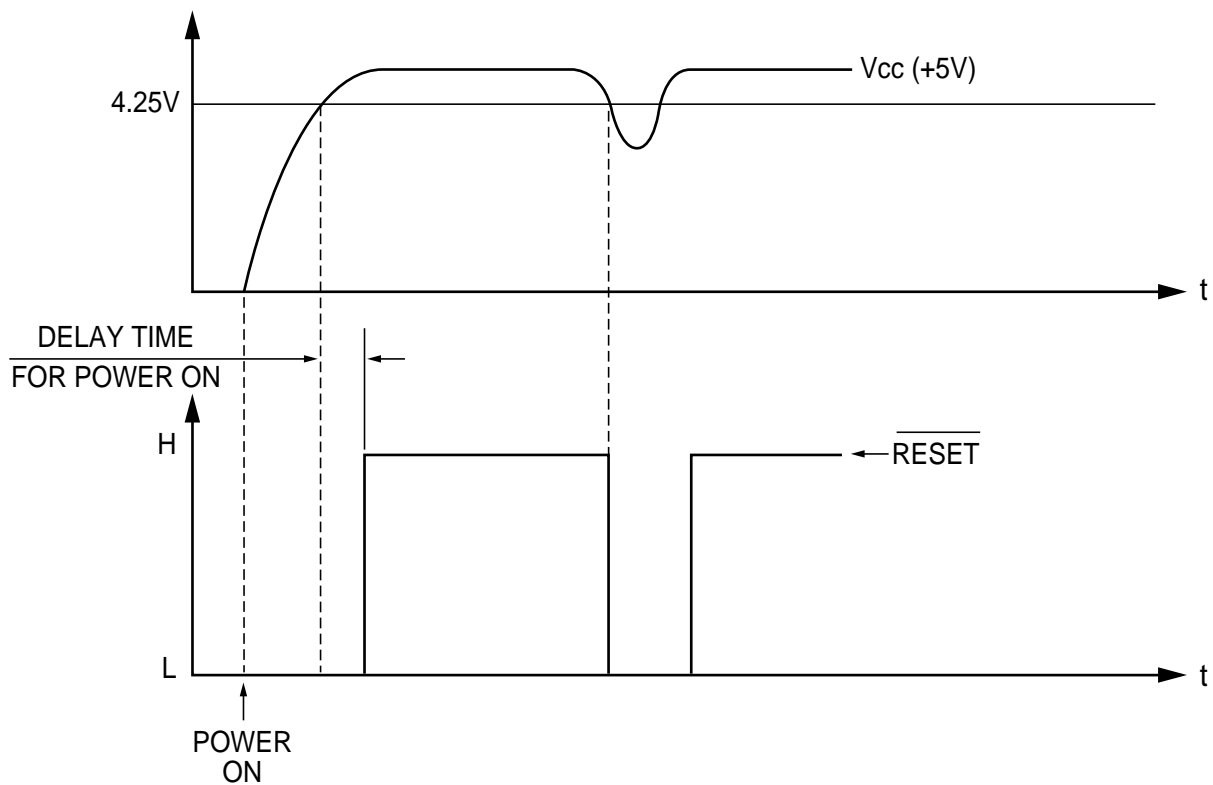 Vcc (+5V)
4.25V
t
DELAY TIME
FOR POWER ON
H
RESET
L
t
POWER
ON